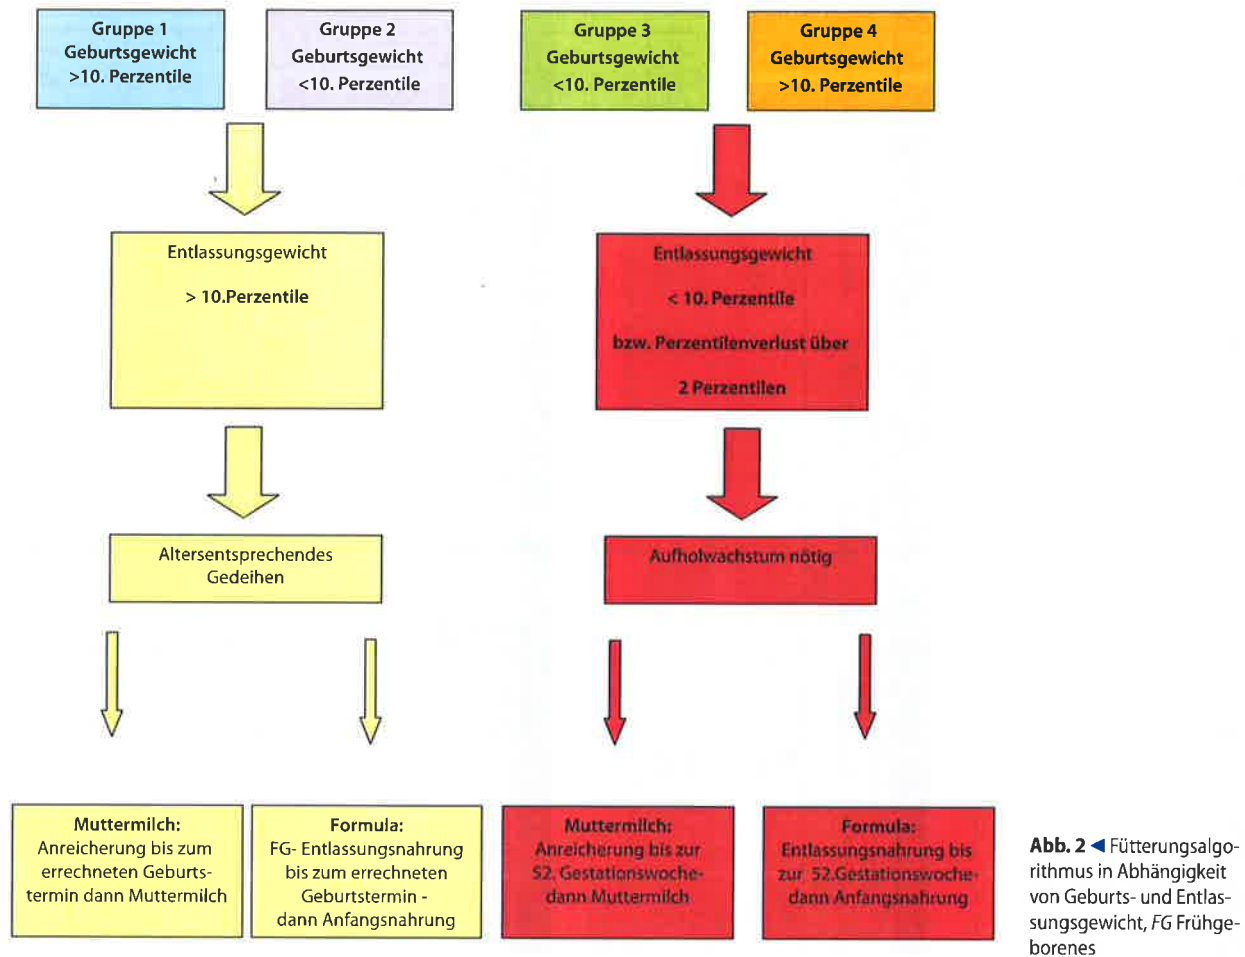 Gruppe 1
Geburtsgewicht
>10. Perzentile
Gruppe 2
Geburtsgewicht
<10. Perzentile
Gruppe 3
Geburtsgewicht
<10. Perzentile
Gruppe 4
Geburtsgewicht
>10. Perzentile
Entlassungsgewicht
> 10.Perzentile
Entlassungsgewicht
< 10. Perzentile
bzw. Perzentilenverlust über
2 Perzentilen
Altersentsprechendes
Gedeihen
Aufholwachstum nötig
Muttermilch:
Anreicherung bis zum
errechneten Geburts-
termin dann Muttermilch
Formula:
FG- Entlassungsnahrung
bis zum errechneten
Geburtstermin -
dann Anfangsnahrung
Muttermilch:
Anreicherung bis zur
52. Gestationswoche-
dann Muttermilch
Formula:
Entlassungsnahrung bis
zur 52.Gestationswoche-
dann Anfangsnahrung
Abb. 2 ◄ Fütterungsalgo-
rithmus in Abhängigkeit
von Geburts- und Entlas-
sungsgewicht, FG Frühge-
borenes